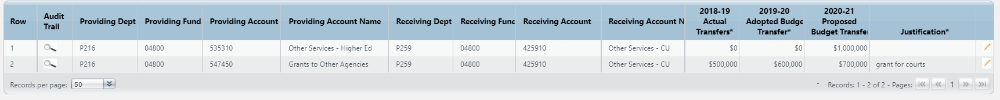 Row Audit Trail Providing Dept Providing Fund Providing Account Providing Account Name Receiving Dept Receiving Func Receiving Account Receiving Account N 2018-19 Actual Transfers* 2019-20 Adopted Budge Transfer* 2020-21 Proposed Budget Transfe Justification*
1 P216 04800 535310 Other Services - Higher Ed P259 04800 425910 Other Services - CU $0 $0 $1,000,000
2 P216 04800 547450 Grants to Other Agencies P259 04800 425910 Other Services - CU $500,000 $600,000 $700,000 grant for courts
Records per page: 50 - Records: 1 - 2 of 2 - Pages: 1